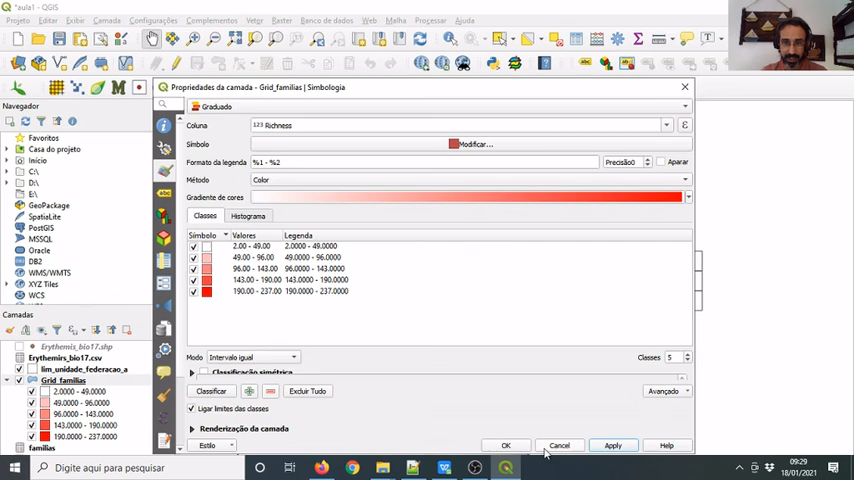 *aula1 — QGIS
Projeto Editar Exibir Camada Configurações Complementos Vetor Raster Banco de dados Web Malha Processar Ajuda
Propriedades da camada - Grid_familias | Simbologia
Navegador
Favoritos
Casa do projeto
Início
C:\
D:\
E:\
GeoPackage
SpatiaLite
PostGIS
MSSQL
Oracle
DB2
WMS/WMTS
XYZ Tiles
WCS
Camadas
Erythemis_bio17.shp
Erythemirs_bio17.csv
lim_unidade_federacao_a
Grid_familias
2.0000 - 49.0000
49.0000 - 96.0000
96.0000 - 143.0000
143.0000 - 190.0000
190.0000 - 237.0000
familias
Graduado
Coluna 123 Richness ε
Símbolo Modificar...
Formato da legenda %1 - %2 Precisão0 Aparar
Método Color
Gradiente de cores
Classes Histograma
Símbolo Valores Legenda
2.00 - 49.00 2.0000 - 49.0000
49.00 - 96.00 49.0000 - 96.0000
96.00 - 143.00 96.0000 - 143.0000
143.00 - 190.00 143.0000 - 190.0000
190.00 - 237.00 190.0000 - 237.0000
Modo Intervalo igual Classes 5
Classificação simétrica
Classificar Excluir Tudo Avançado
Ligar limites das classes
Renderização da camada
Estilo OK Cancel Apply Help
Digite aqui para pesquisar
09:29
18/01/2021